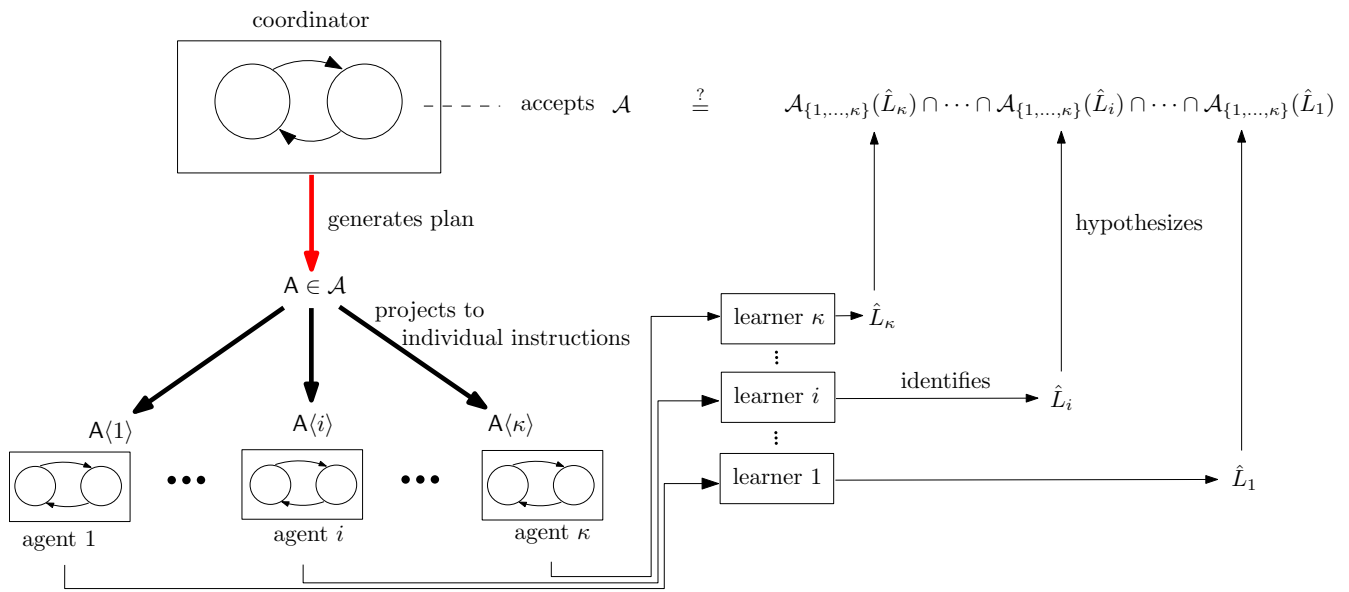 coordinator
accepts 𝒜 ≟ 𝒜{1,...,κ}(L̂κ) ∩ ··· ∩ 𝒜{1,...,κ}(L̂i) ∩ ··· ∩ 𝒜{1,...,κ}(L̂1)
generates plan
hypothesizes
A ∈ 𝒜
projects to
individual instructions
learner κ
L̂κ
learner i
identifies
L̂i
learner 1
L̂1
A⟨1⟩
A⟨i⟩
A⟨κ⟩
agent 1
agent i
agent κ